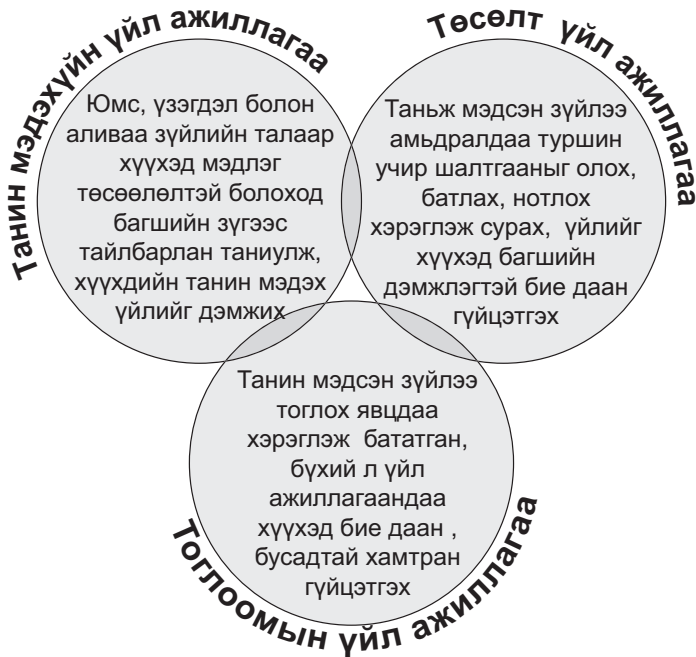 Танин мэдэхүйн үйл ажиллагаа
Юмс, үзэгдэл болон
аливаа зүйлийн талаар
хүүхэд мэдлэг
төсөөлөлтэй болоход
багшийн зүгээс
тайлбарлан таниулж,
хүүхдийн танин мэдэх
үйлийг дэмжих
Төсөлт үйл ажиллагаа
Таньж мэдсэн зүйлээ
амьдралдаа туршин
учир шалтгааныг олох,
батлах, нотлох
хэрэглэж сурах, үйлийг
хүүхэд багшийн
дэмжлэгтэй бие даан
гүйцэтгэх
Танин мэдсэн зүйлээ
тоглох явцдаа
хэрэглэж бататган,
бүхий л үйл
ажиллагаандаа
хүүхэд бие даан ,
бусадтай хамтран
гүйцэтгэх
Тоглоомын үйл ажиллагаа